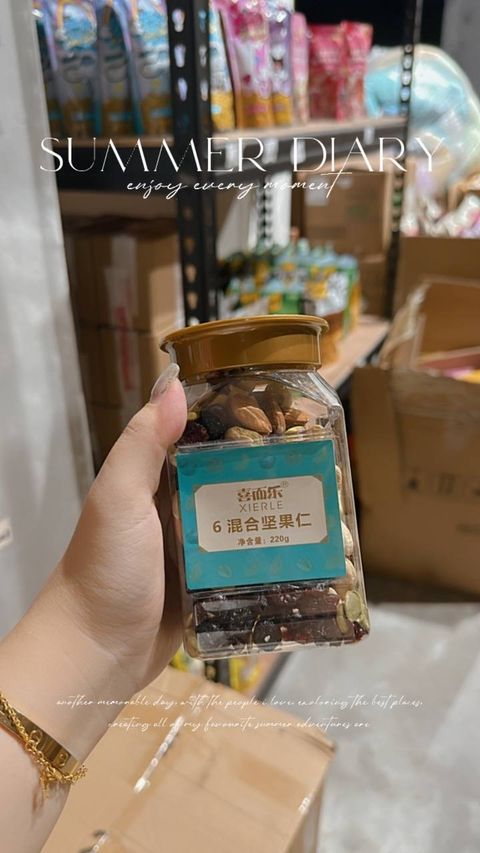 SUMMER DIARY
enjoy every moment
喜而乐®
XIERLE
6 混合坚果仁
净含量：220g
another memorable day, with the people i love, exploring the best places,
creating all of my favourite summer adventures one